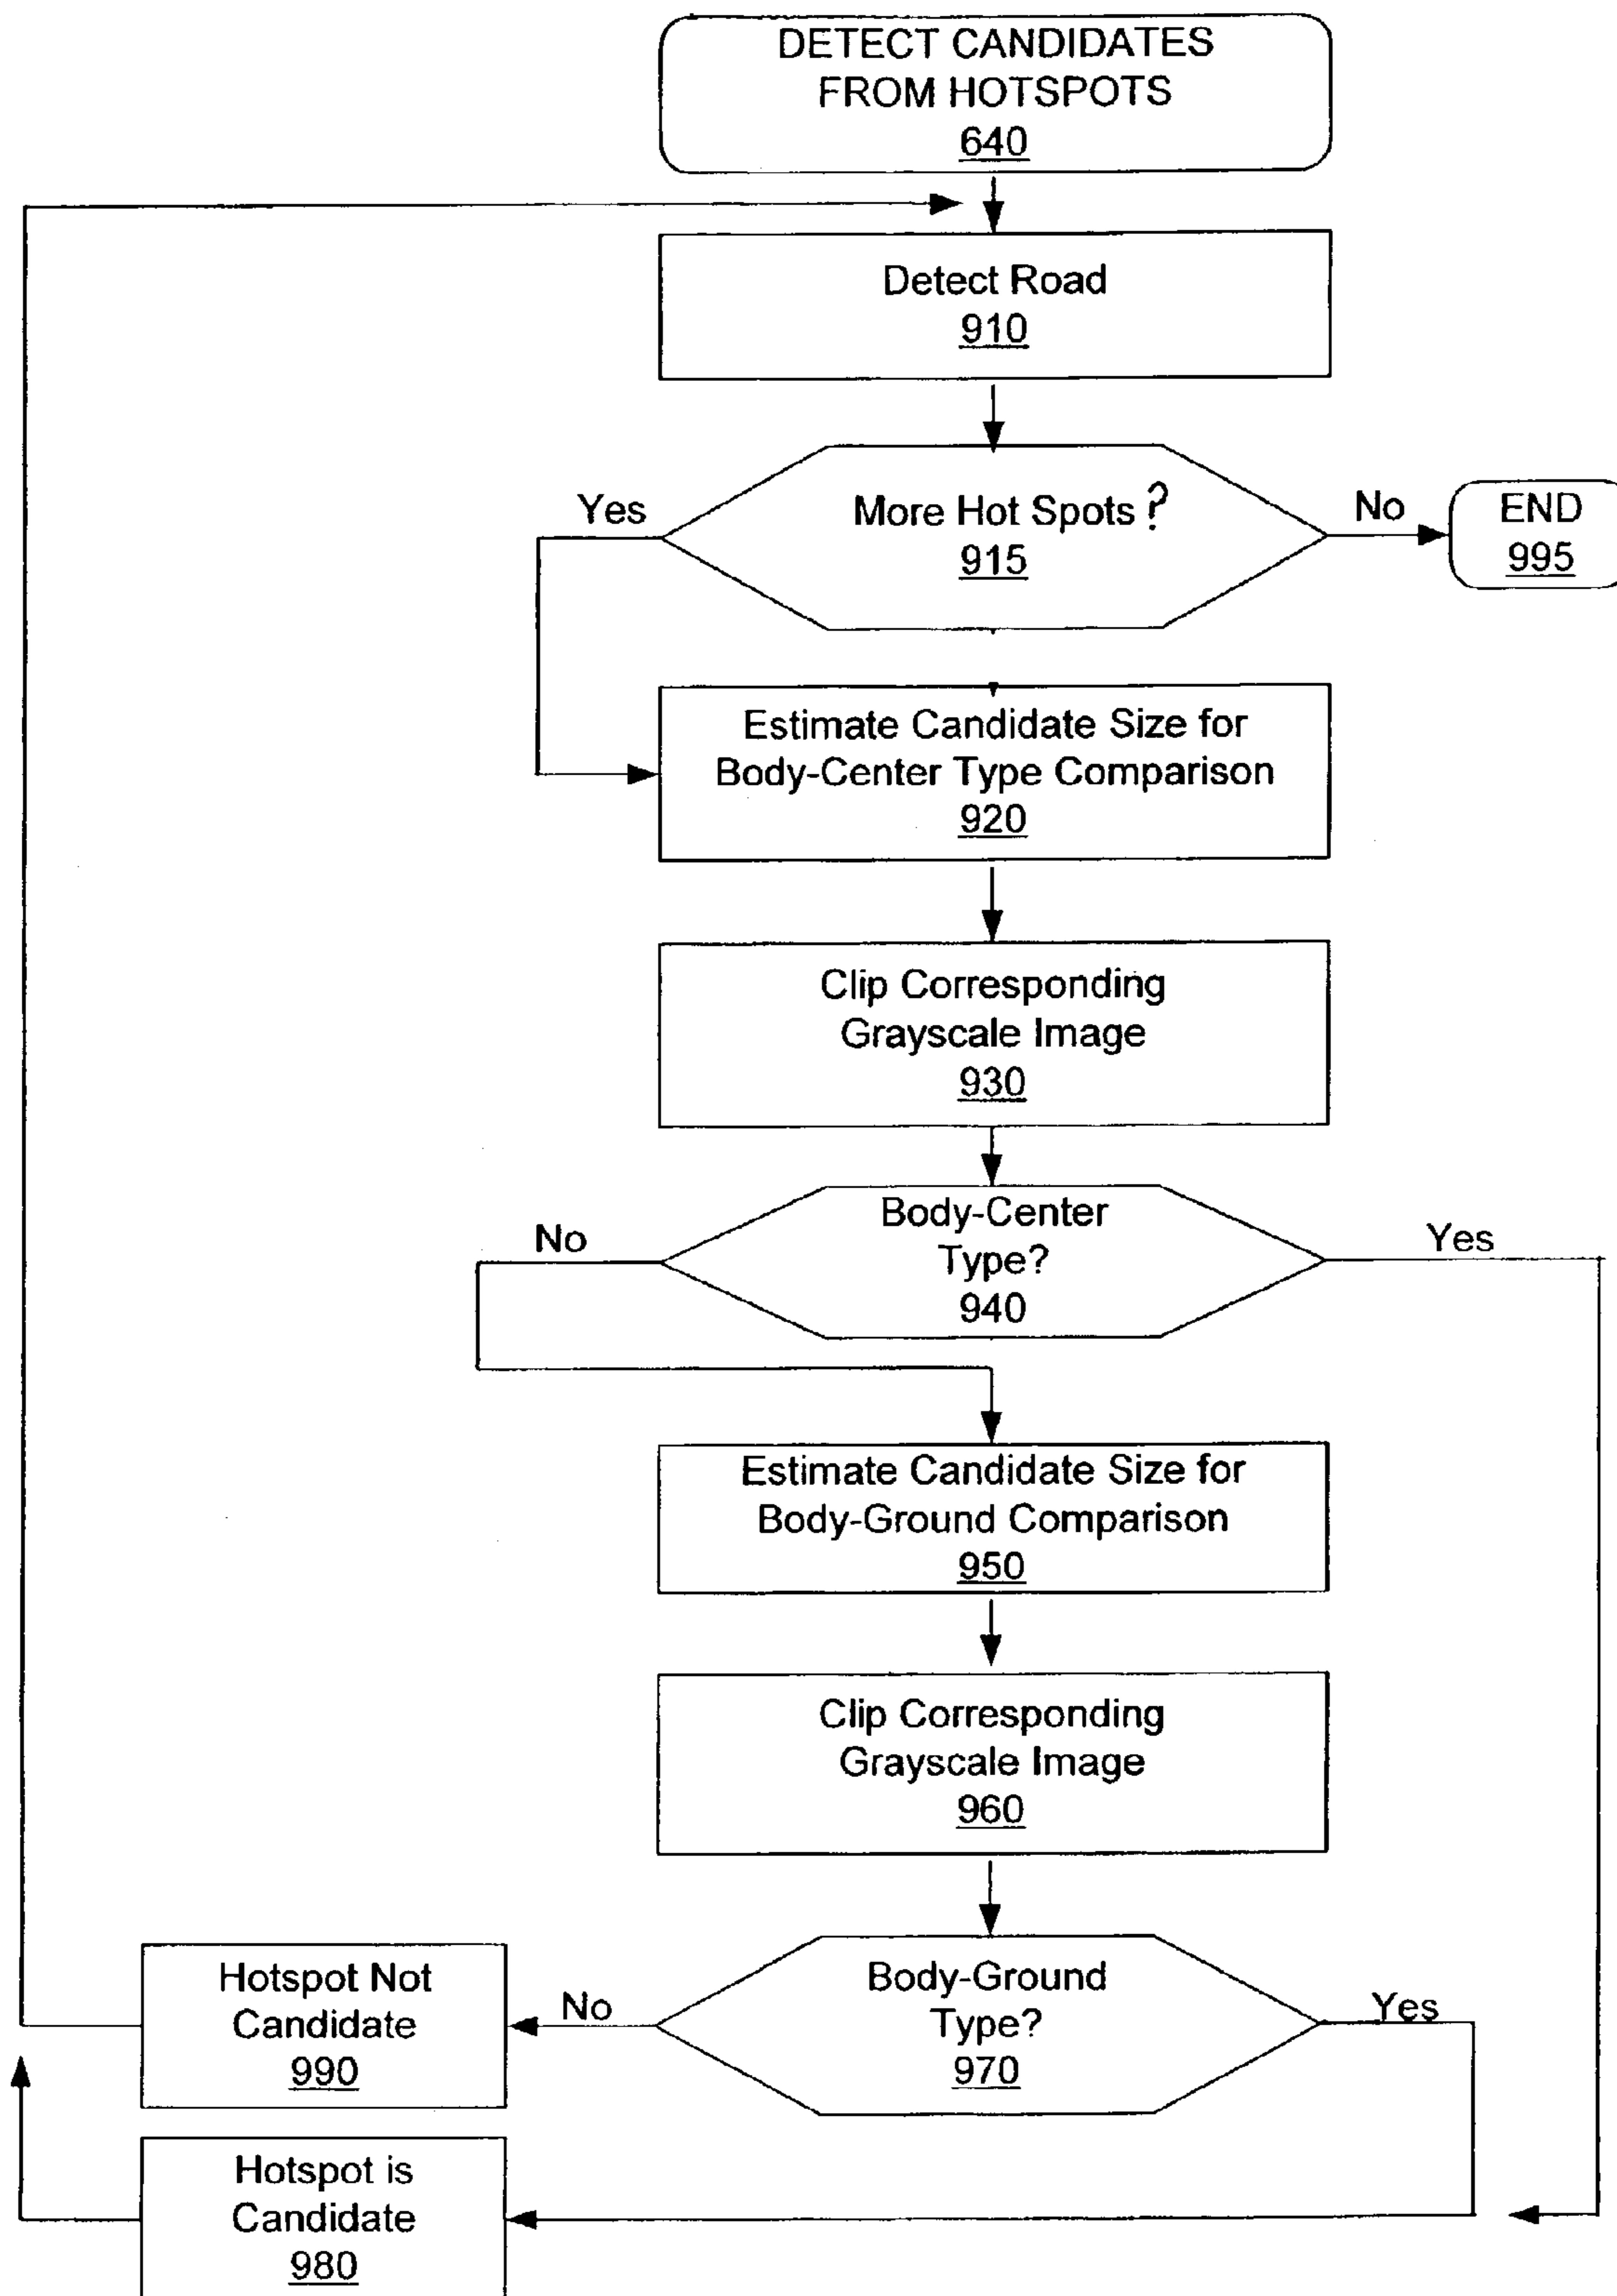 DETECT CANDIDATES
FROM HOTSPOTS
640
Detect Road
910
Yes
More Hot Spots ?
915
No
END
995
Estimate Candidate Size for
Body-Center Type Comparison
920
Clip Corresponding
Grayscale Image
930
No
Body-Center
Type?
940
Yes
Estimate Candidate Size for
Body-Ground Comparison
950
Clip Corresponding
Grayscale Image
960
Hotspot Not
Candidate
990
No
Body-Ground
Type?
970
Yes
Hotspot is
Candidate
980